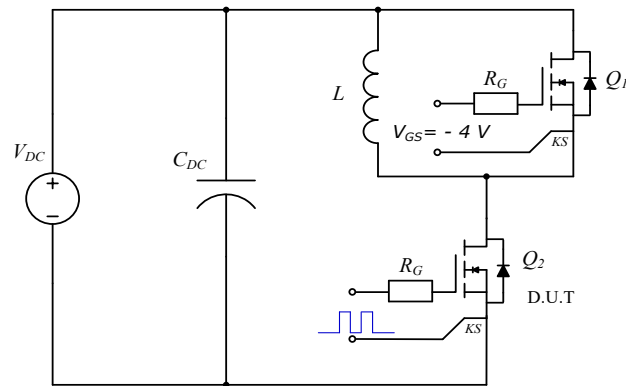 R_G
Q_1
L
V_GS = - 4 V
KS
V_DC
+
−
C_DC
R_G
Q_2
D.U.T
KS